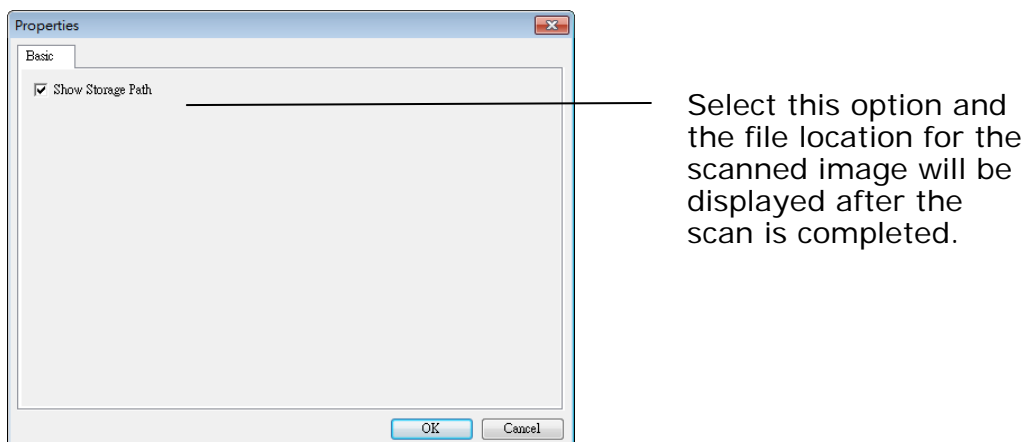 Properties
Basic
Show Storage Path
Select this option and
the file location for the
scanned image will be
displayed after the
scan is completed.
OK
Cancel